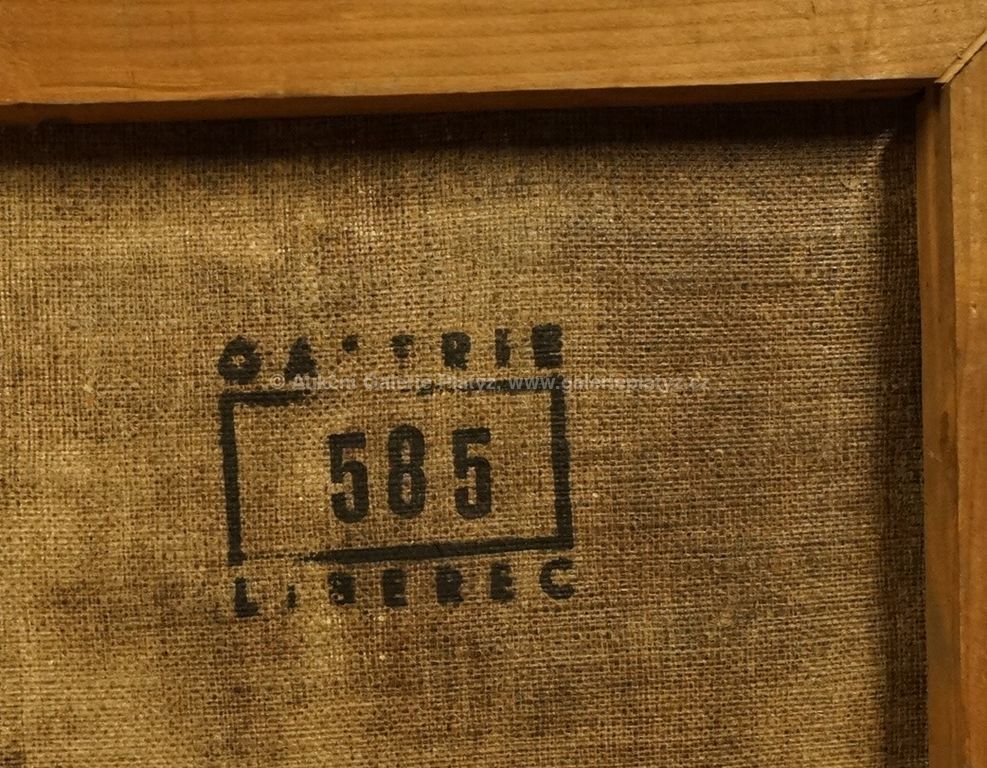 GALERIE
© Aukční Galerie Platýz, www.galerieplatyz.cz
585
LIBEREC